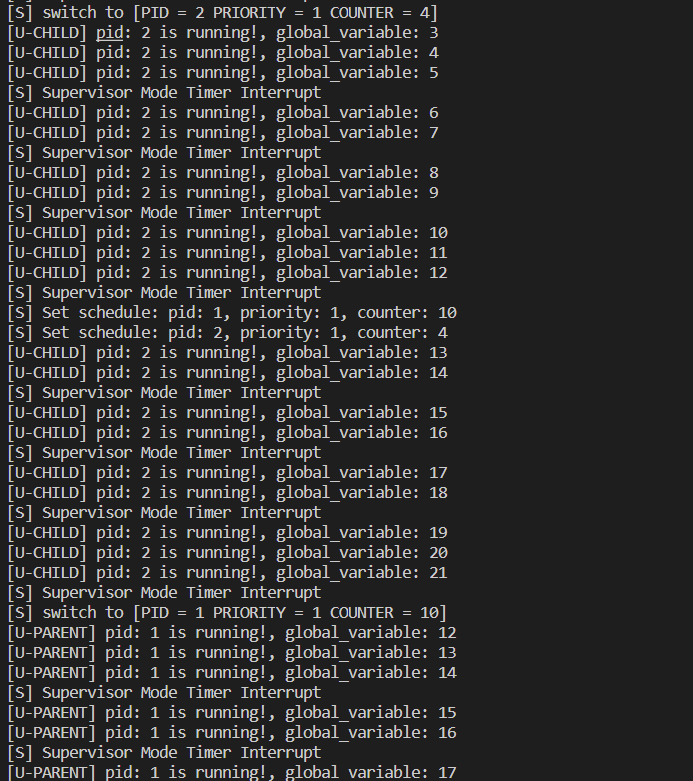 [S] switch to [PID = 2 PRIORITY = 1 COUNTER = 4]
[U-CHILD] pid: 2 is running!, global_variable: 3
[U-CHILD] pid: 2 is running!, global_variable: 4
[U-CHILD] pid: 2 is running!, global_variable: 5
[S] Supervisor Mode Timer Interrupt
[U-CHILD] pid: 2 is running!, global_variable: 6
[U-CHILD] pid: 2 is running!, global_variable: 7
[S] Supervisor Mode Timer Interrupt
[U-CHILD] pid: 2 is running!, global_variable: 8
[U-CHILD] pid: 2 is running!, global_variable: 9
[S] Supervisor Mode Timer Interrupt
[U-CHILD] pid: 2 is running!, global_variable: 10
[U-CHILD] pid: 2 is running!, global_variable: 11
[U-CHILD] pid: 2 is running!, global_variable: 12
[S] Supervisor Mode Timer Interrupt
[S] Set schedule: pid: 1, priority: 1, counter: 10
[S] Set schedule: pid: 2, priority: 1, counter: 4
[U-CHILD] pid: 2 is running!, global_variable: 13
[U-CHILD] pid: 2 is running!, global_variable: 14
[S] Supervisor Mode Timer Interrupt
[U-CHILD] pid: 2 is running!, global_variable: 15
[U-CHILD] pid: 2 is running!, global_variable: 16
[S] Supervisor Mode Timer Interrupt
[U-CHILD] pid: 2 is running!, global_variable: 17
[U-CHILD] pid: 2 is running!, global_variable: 18
[S] Supervisor Mode Timer Interrupt
[U-CHILD] pid: 2 is running!, global_variable: 19
[U-CHILD] pid: 2 is running!, global_variable: 20
[U-CHILD] pid: 2 is running!, global_variable: 21
[S] Supervisor Mode Timer Interrupt
[S] switch to [PID = 1 PRIORITY = 1 COUNTER = 10]
[U-PARENT] pid: 1 is running!, global_variable: 12
[U-PARENT] pid: 1 is running!, global_variable: 13
[U-PARENT] pid: 1 is running!, global_variable: 14
[S] Supervisor Mode Timer Interrupt
[U-PARENT] pid: 1 is running!, global_variable: 15
[U-PARENT] pid: 1 is running!, global_variable: 16
[S] Supervisor Mode Timer Interrupt
[U-PARENT] pid: 1 is running!, global_variable: 17